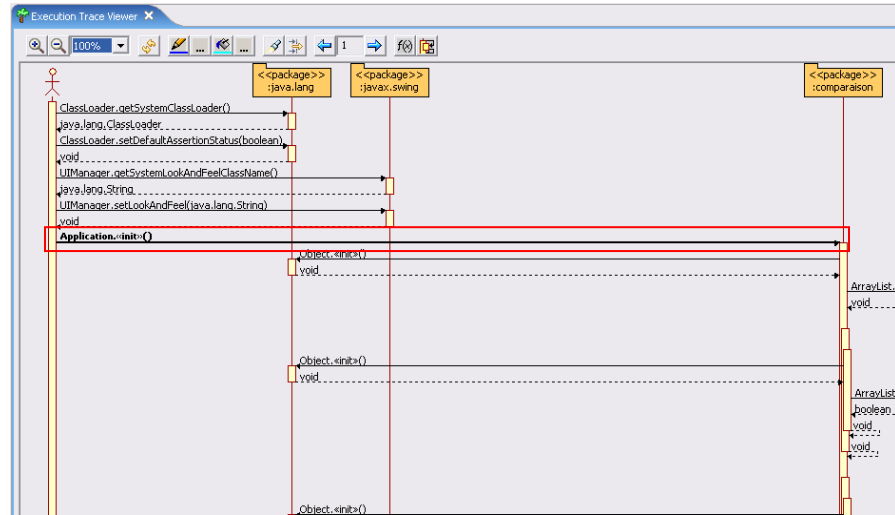 Execution Trace Viewer
100%
...
...
1
f(x)
<<package>>
:java.lang
<<package>>
:javax.swing
<<package>>
:comparaison
ClassLoader.getSystemClassLoader()
java.lang.ClassLoader
ClassLoader.setDefaultAssertionStatus(boolean)
void
UIManager.getSystemLookAndFeelClassName()
java.lang.String
UIManager.setLookAndFeel(java.lang.String)
void
Application.«init»()
Object.«init»()
void
ArrayList.
void
Object.«init»()
void
ArrayList
boolean
void
void
Object.«init»()